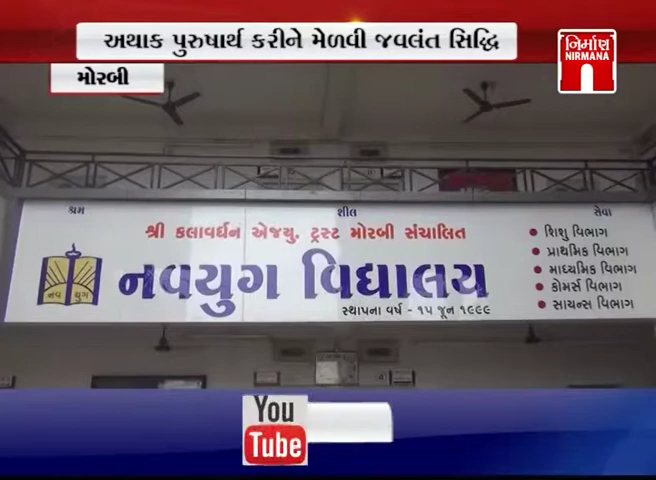 અથાક પુરુષાર્થ કરીને મેળવી જવલંત સિદ્ધિ
મોરબી
નિર્માણ
NIRMANA
શ્રમ
શીલ
સેવા
શ્રી કલાવર્ધન એજ્યુ. ટ્રસ્ટ મોરબી સંચાલિત
નવયુગ વિદ્યાલય
નવ યુગ
સ્થાપના વર્ષ - ૧૫ જૂન ૧૯૯૯
• શિશુ વિભાગ
• પ્રાથમિક વિભાગ
• માધ્યમિક વિભાગ
• કોમર્સ વિભાગ
• સાયન્સ વિભાગ
You
Tube